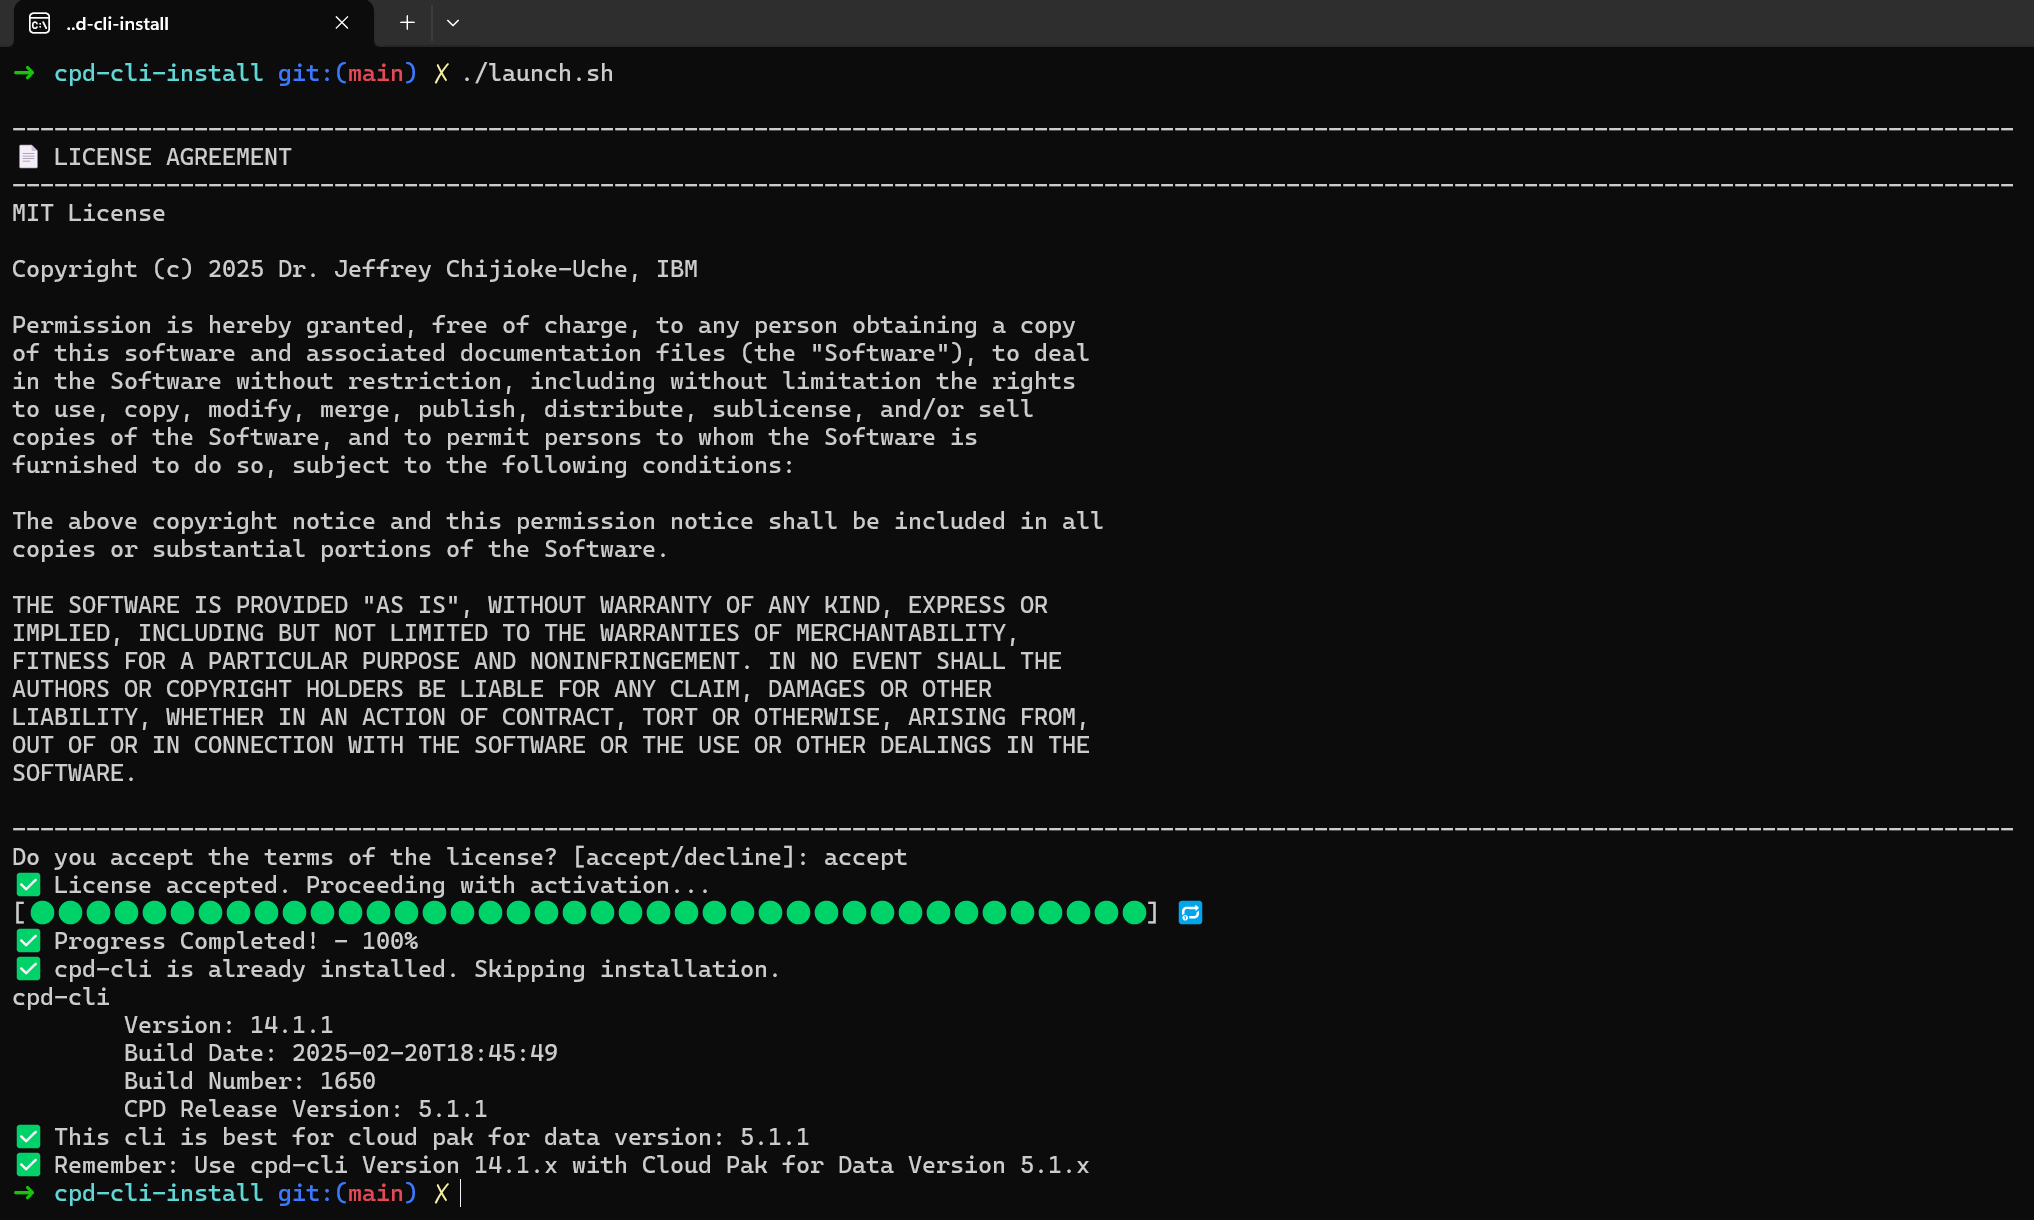 ..d-cli-install
➜ cpd-cli-install git:(main) ✗ ./launch.sh
--------------------------------------------------------------------------------------------------------------------------------------------
📄 LICENSE AGREEMENT
--------------------------------------------------------------------------------------------------------------------------------------------
MIT License
Copyright (c) 2025 Dr. Jeffrey Chijioke-Uche, IBM
Permission is hereby granted, free of charge, to any person obtaining a copy
of this software and associated documentation files (the "Software"), to deal
in the Software without restriction, including without limitation the rights
to use, copy, modify, merge, publish, distribute, sublicense, and/or sell
copies of the Software, and to permit persons to whom the Software is
furnished to do so, subject to the following conditions:
The above copyright notice and this permission notice shall be included in all
copies or substantial portions of the Software.
THE SOFTWARE IS PROVIDED "AS IS", WITHOUT WARRANTY OF ANY KIND, EXPRESS OR
IMPLIED, INCLUDING BUT NOT LIMITED TO THE WARRANTIES OF MERCHANTABILITY,
FITNESS FOR A PARTICULAR PURPOSE AND NONINFRINGEMENT. IN NO EVENT SHALL THE
AUTHORS OR COPYRIGHT HOLDERS BE LIABLE FOR ANY CLAIM, DAMAGES OR OTHER
LIABILITY, WHETHER IN AN ACTION OF CONTRACT, TORT OR OTHERWISE, ARISING FROM,
OUT OF OR IN CONNECTION WITH THE SOFTWARE OR THE USE OR OTHER DEALINGS IN THE
SOFTWARE.
--------------------------------------------------------------------------------------------------------------------------------------------
Do you accept the terms of the license? [accept/decline]: accept
✅ License accepted. Proceeding with activation...
[🟢🟢🟢🟢🟢🟢🟢🟢🟢🟢🟢🟢🟢🟢🟢🟢🟢🟢🟢🟢🟢🟢🟢🟢🟢🟢🟢🟢🟢🟢🟢🟢🟢🟢🟢🟢🟢🟢🟢🟢] 🔂
✅ Progress Completed! - 100%
✅ cpd-cli is already installed. Skipping installation.
cpd-cli
Version: 14.1.1
Build Date: 2025-02-20T18:45:49
Build Number: 1650
CPD Release Version: 5.1.1
✅ This cli is best for cloud pak for data version: 5.1.1
✅ Remember: Use cpd-cli Version 14.1.x with Cloud Pak for Data Version 5.1.x
➜ cpd-cli-install git:(main) ✗